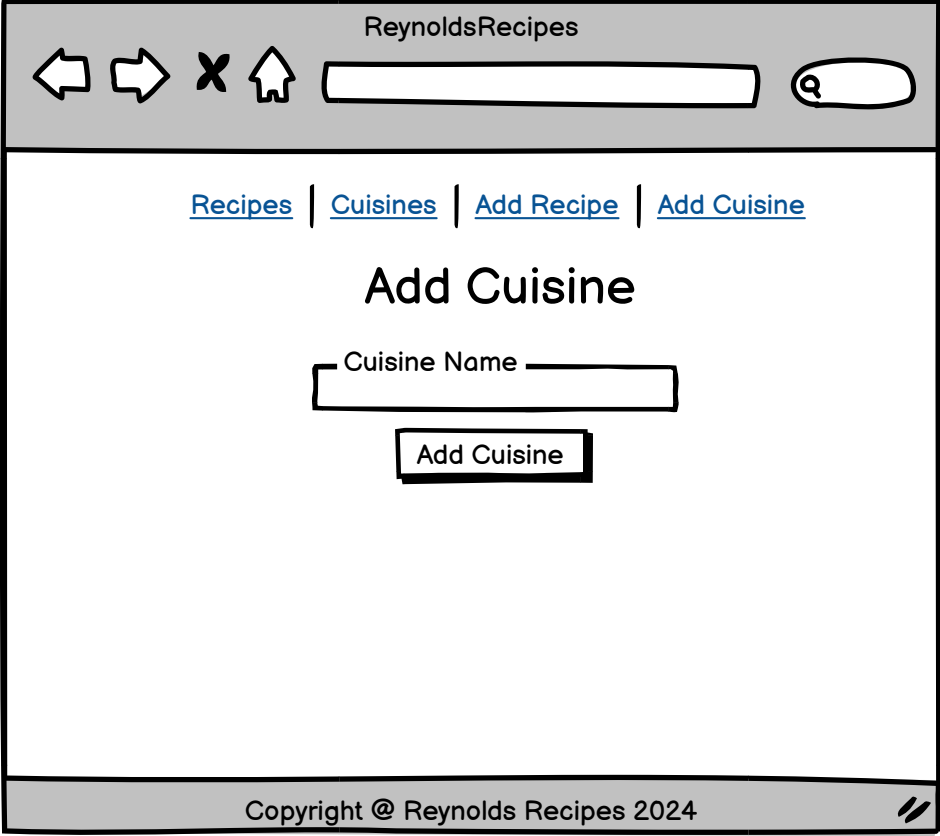 ReynoldsRecipes
Recipes | Cuisines | Add Recipe | Add Cuisine
Add Cuisine
Cuisine Name
Add Cuisine
Copyright @ Reynolds Recipes 2024